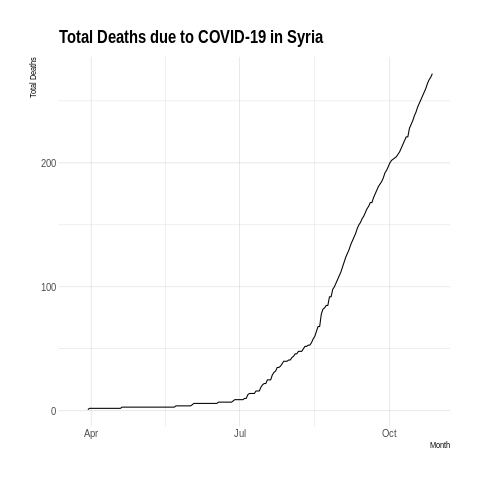 Total Deaths due to COVID-19 in Syria
Total Deaths
200
100
0
Apr Jul Oct
Month